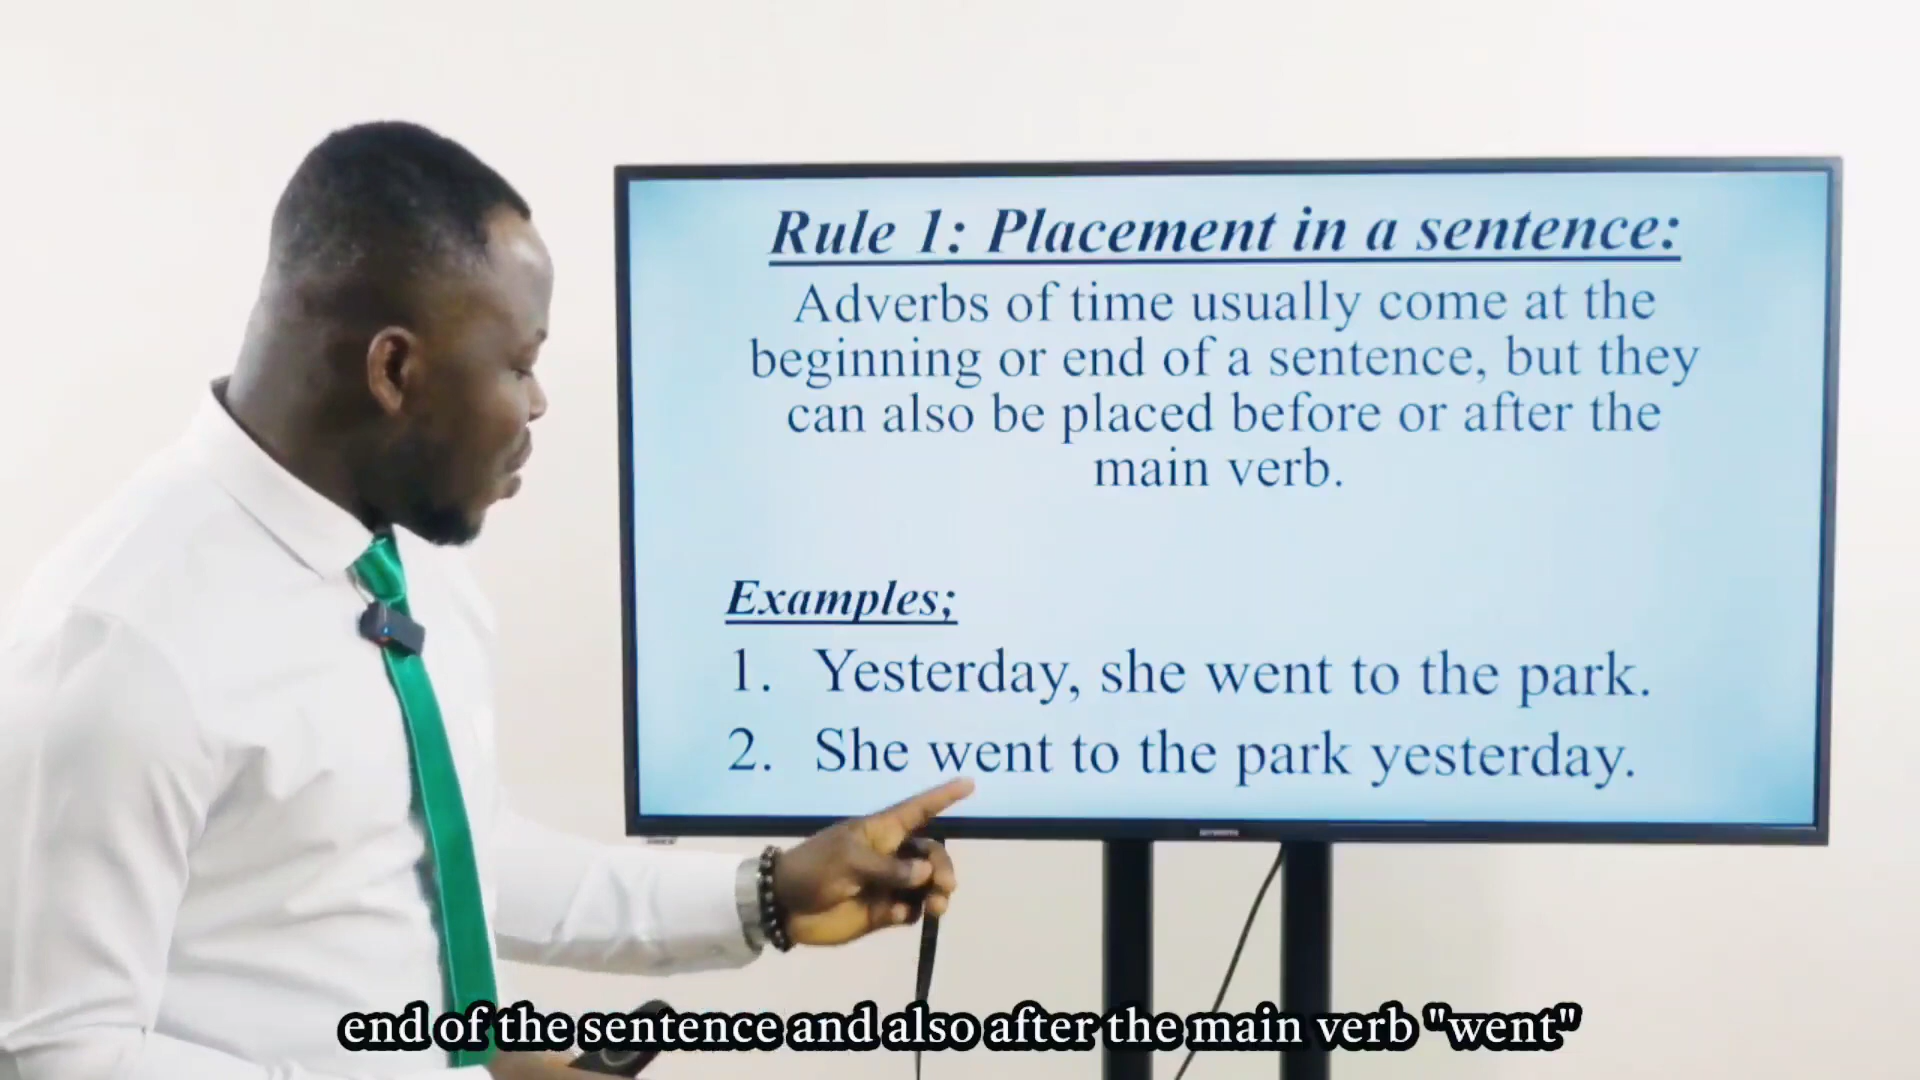 Rule 1: Placement in a sentence:
Adverbs of time usually come at the
beginning or end of a sentence, but they
can also be placed before or after the
main verb.
Examples;
1. Yesterday, she went to the park.
2. She went to the park yesterday.
end of the sentence and also after the main verb "went"